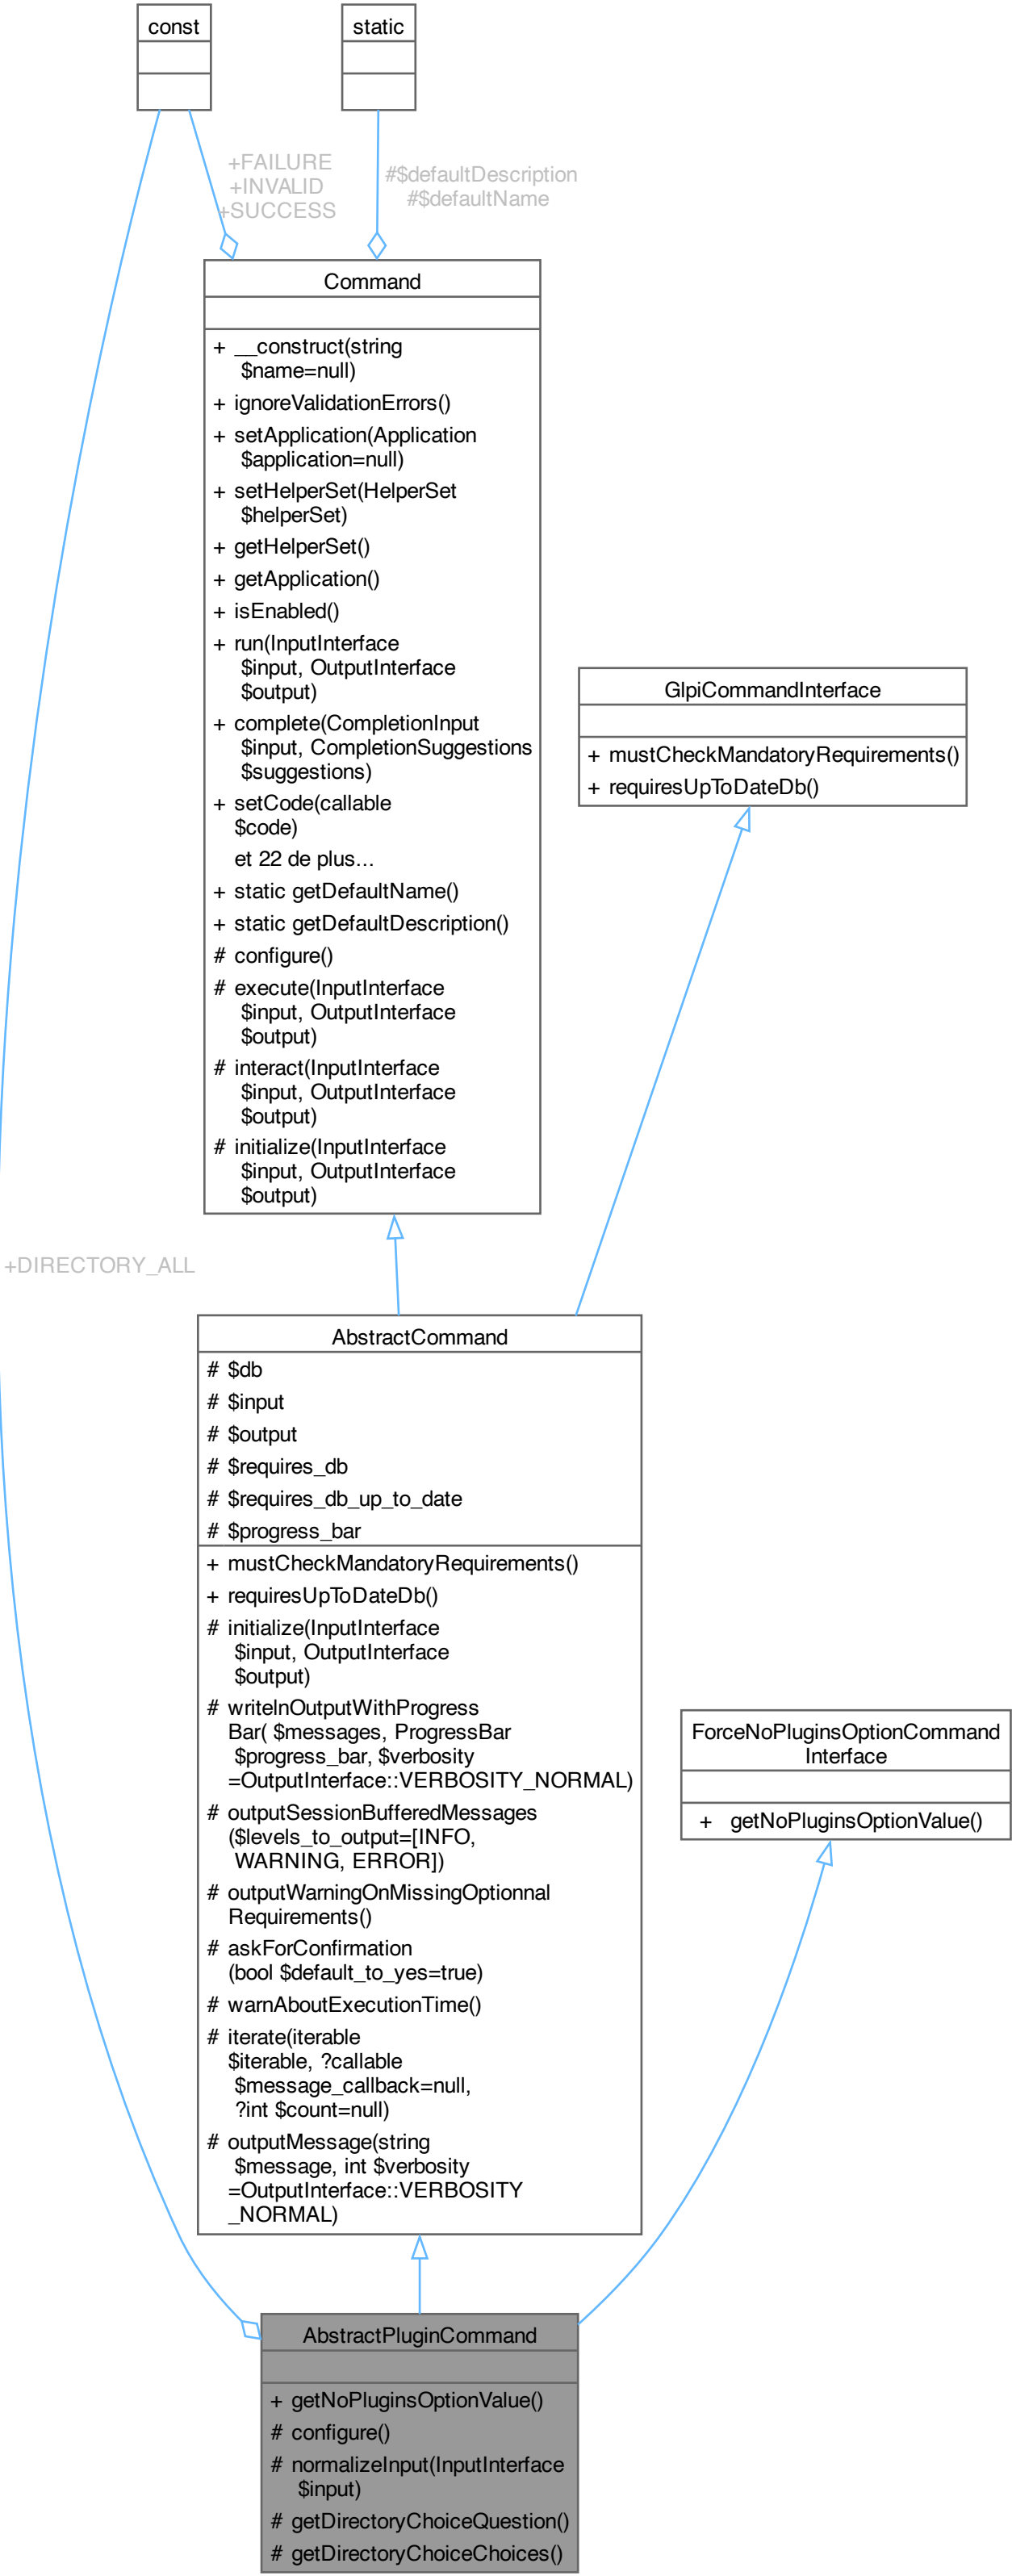 const
static
+FAILURE
+INVALID
+SUCCESS
#$defaultDescription
#$defaultName
Command
+ __construct(string
$name=null)
+ ignoreValidationErrors()
+ setApplication(Application
$application=null)
+ setHelperSet(HelperSet
$helperSet)
+ getHelperSet()
+ getApplication()
+ isEnabled()
+ run(InputInterface
$input, OutputInterface
$output)
+ complete(CompletionInput
$input, CompletionSuggestions
$suggestions)
+ setCode(callable
$code)
et 22 de plus...
+ static getDefaultName()
+ static getDefaultDescription()
# configure()
# execute(InputInterface
$input, OutputInterface
$output)
# interact(InputInterface
$input, OutputInterface
$output)
# initialize(InputInterface
$input, OutputInterface
$output)
GlpiCommandInterface
+ mustCheckMandatoryRequirements()
+ requiresUpToDateDb()
+DIRECTORY_ALL
AbstractCommand
# $db
# $input
# $output
# $requires_db
# $requires_db_up_to_date
# $progress_bar
+ mustCheckMandatoryRequirements()
+ requiresUpToDateDb()
# initialize(InputInterface
$input, OutputInterface
$output)
# writelnOutputWithProgress
Bar( $messages, ProgressBar
$progress_bar, $verbosity
=OutputInterface::VERBOSITY_NORMAL)
# outputSessionBufferedMessages
($levels_to_output=[INFO,
WARNING, ERROR])
# outputWarningOnMissingOptionnal
Requirements()
# askForConfirmation
(bool $default_to_yes=true)
# warnAboutExecutionTime()
# iterate(iterable
$iterable, ?callable
$message_callback=null,
?int $count=null)
# outputMessage(string
$message, int $verbosity
=OutputInterface::VERBOSITY
_NORMAL)
ForceNoPluginsOptionCommand
Interface
+ getNoPluginsOptionValue()
AbstractPluginCommand
+ getNoPluginsOptionValue()
# configure()
# normalizeInput(InputInterface
$input)
# getDirectoryChoiceQuestion()
# getDirectoryChoiceChoices()